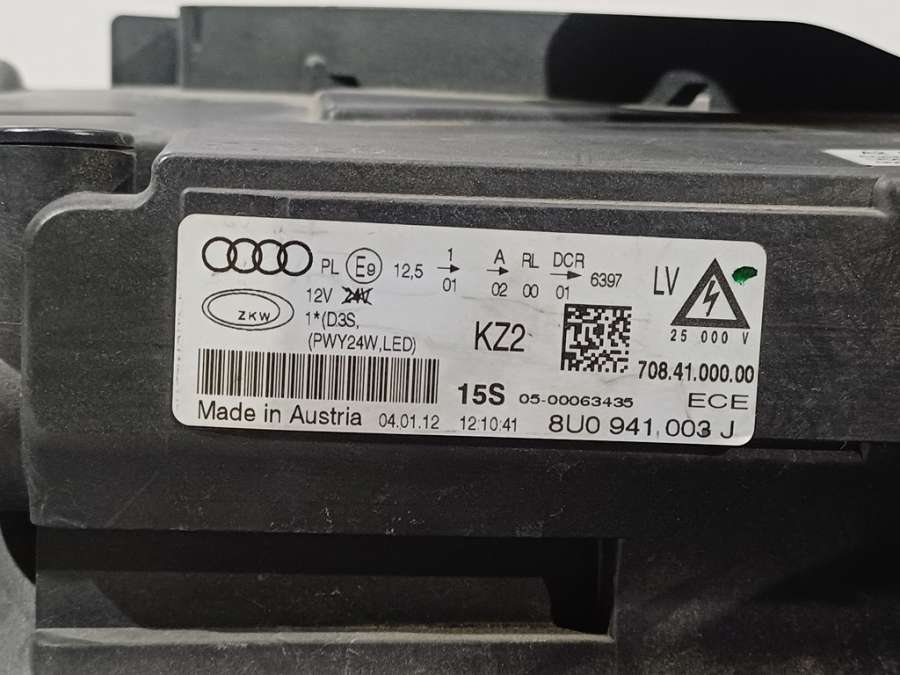 PL E9 12,5 1 01 A 02 RL 00 DCR 01 6397 LV
ZKW 12V 24V
1*(D3S,
(PWY24W,LED)
KZ2
25 000 V
708.41.000.00
15S 05-00063435 ECE
Made in Austria 04.01.12 12:10:41 8U0 941 003 J